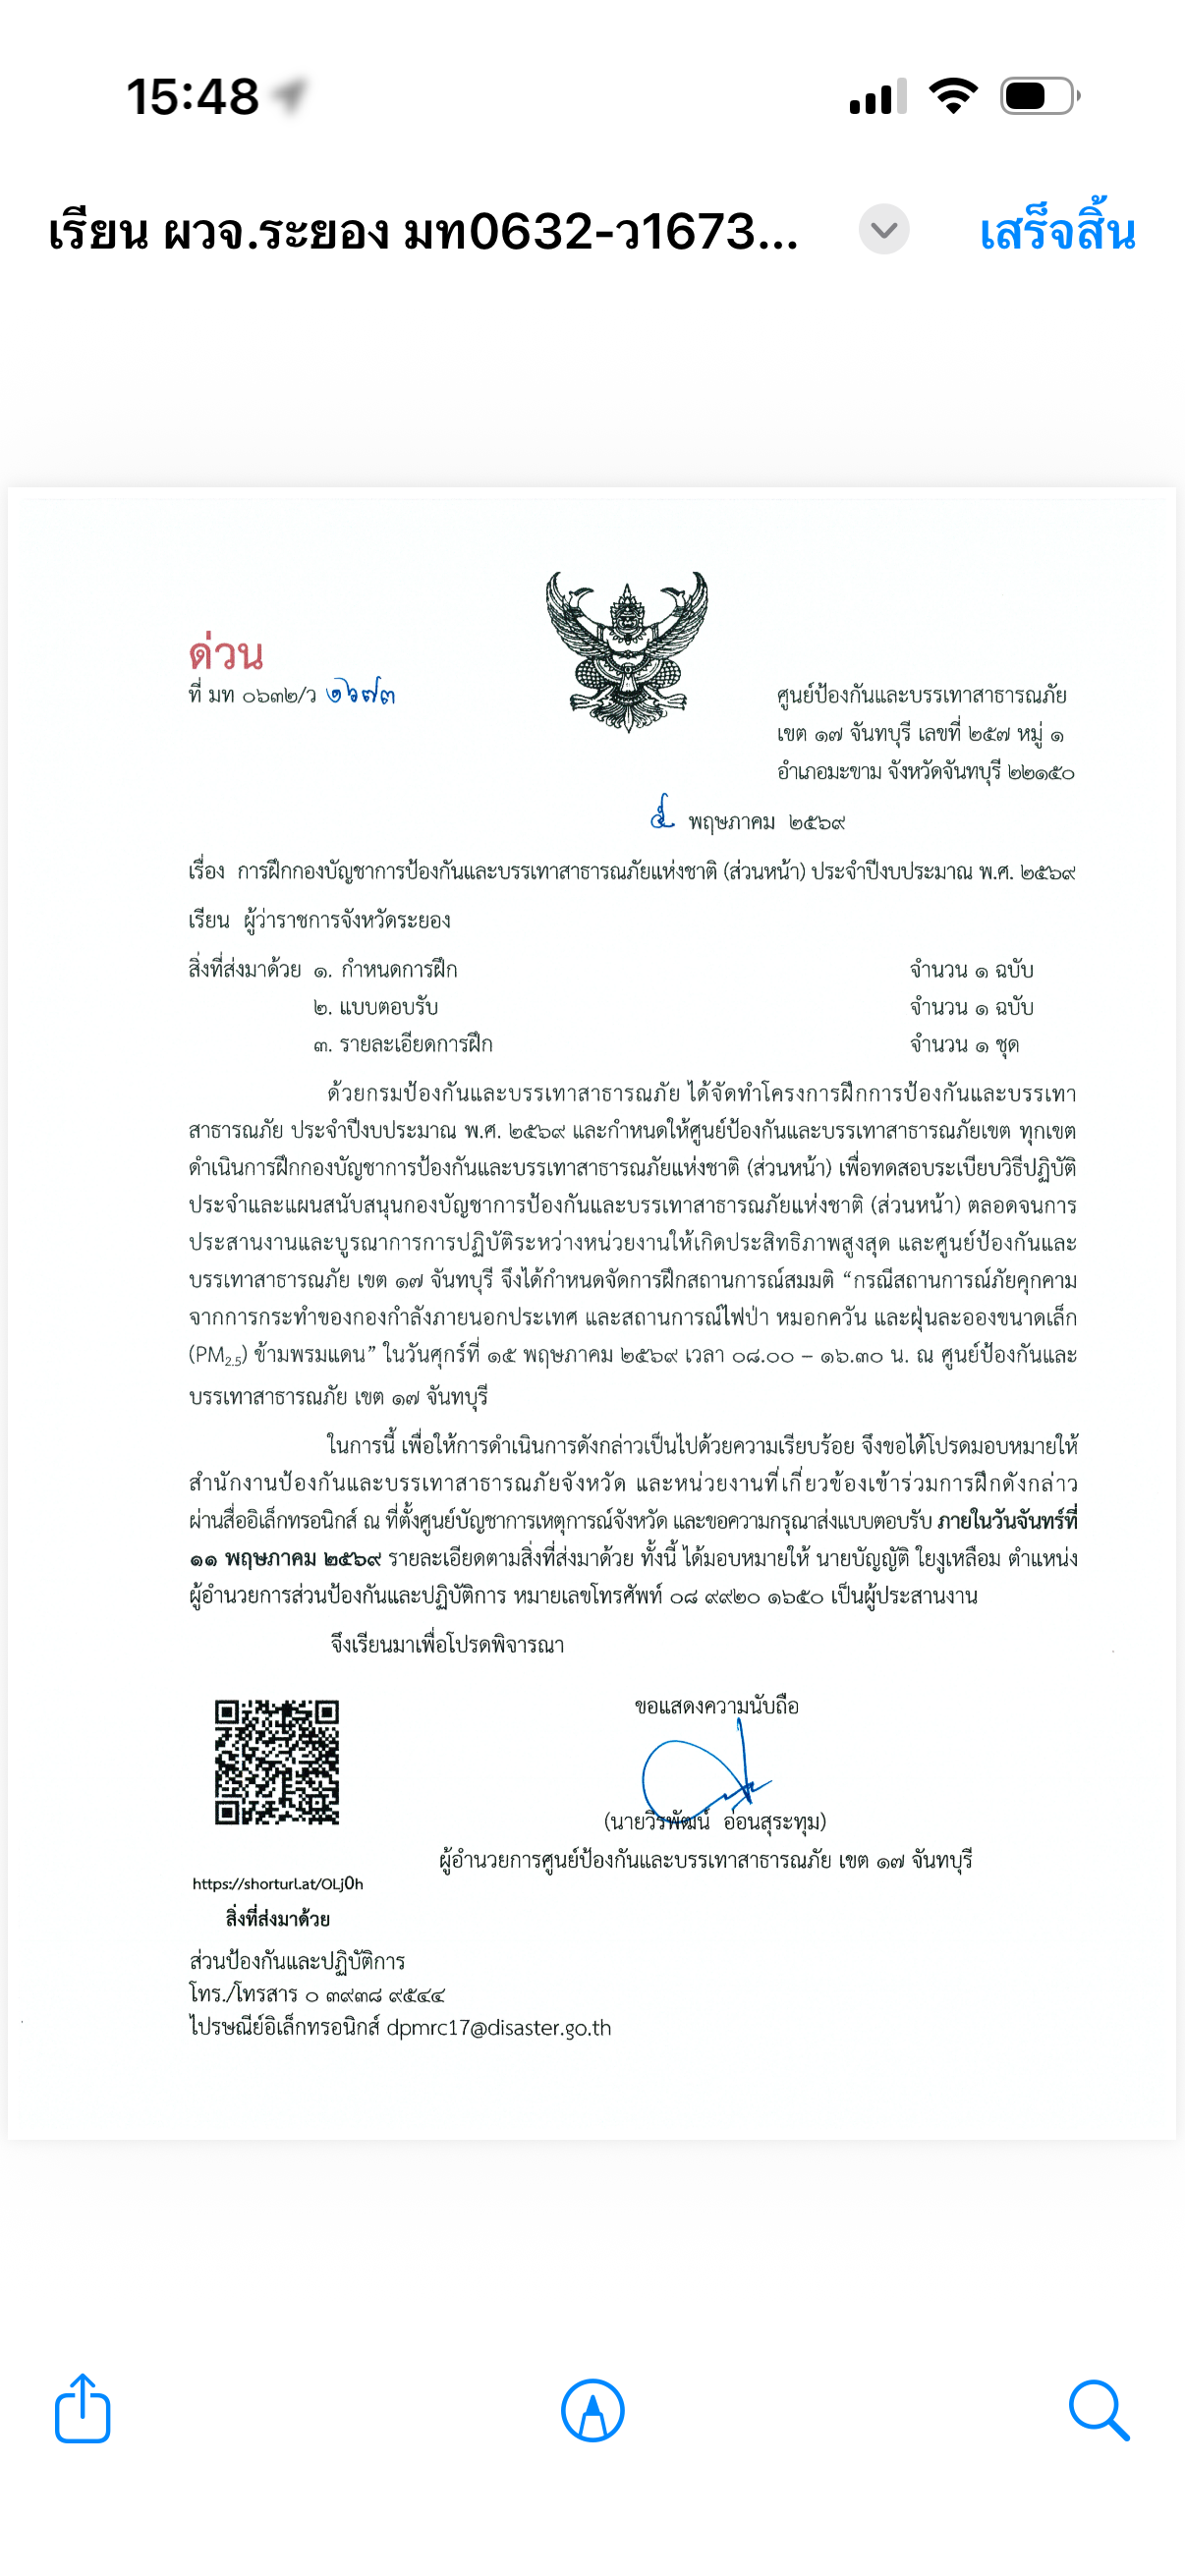 15:48
เรียน ผวจ.ระยอง มท0632-ว1673...
เสร็จสิ้น
ด่วน
ที่ มท ๐๖๓๒/ว ๑๖๗๓
ศูนย์ป้องกันและบรรเทาสาธารณภัย
เขต ๑๗ จันทบุรี เลขที่ ๒๕๗ หมู่ ๑
อำเภอมะขาม จังหวัดจันทบุรี ๒๒๑๕๐
๕ พฤษภาคม ๒๕๖๙
เรื่อง การฝึกกองบัญชาการป้องกันและบรรเทาสาธารณภัยแห่งชาติ (ส่วนหน้า) ประจำปีงบประมาณ พ.ศ. ๒๕๖๙
เรียน ผู้ว่าราชการจังหวัดระยอง
สิ่งที่ส่งมาด้วย ๑. กำหนดการฝึก จำนวน ๑ ฉบับ
๒. แบบตอบรับ จำนวน ๑ ฉบับ
๓. รายละเอียดการฝึก จำนวน ๑ ชุด
ด้วยกรมป้องกันและบรรเทาสาธารณภัย ได้จัดทำโครงการฝึกการป้องกันและบรรเทา
สาธารณภัย ประจำปีงบประมาณ พ.ศ. ๒๕๖๙ และกำหนดให้ศูนย์ป้องกันและบรรเทาสาธารณภัยเขต ทุกเขต
ดำเนินการฝึกกองบัญชาการป้องกันและบรรเทาสาธารณภัยแห่งชาติ (ส่วนหน้า) เพื่อทดสอบระเบียบวิธีปฏิบัติ
ประจำและแผนสนับสนุนกองบัญชาการป้องกันและบรรเทาสาธารณภัยแห่งชาติ (ส่วนหน้า) ตลอดจนการ
ประสานงานและบูรณาการการปฏิบัติระหว่างหน่วยงานให้เกิดประสิทธิภาพสูงสุด และศูนย์ป้องกันและ
บรรเทาสาธารณภัย เขต ๑๗ จันทบุรี จึงได้กำหนดจัดการฝึกสถานการณ์สมมติ “กรณีสถานการณ์ภัยคุกคาม
จากการกระทำของกองกำลังภายนอกประเทศ และสถานการณ์ไฟป่า หมอกควัน และฝุ่นละอองขนาดเล็ก
(PM2.5) ข้ามพรมแดน” ในวันศุกร์ที่ ๑๕ พฤษภาคม ๒๕๖๙ เวลา ๐๘.๐๐ – ๑๖.๓๐ น. ณ ศูนย์ป้องกันและ
บรรเทาสาธารณภัย เขต ๑๗ จันทบุรี
ในการนี้ เพื่อให้การดำเนินการดังกล่าวเป็นไปด้วยความเรียบร้อย จึงขอได้โปรดมอบหมายให้
สำนักงานป้องกันและบรรเทาสาธารณภัยจังหวัด และหน่วยงานที่เกี่ยวข้องเข้าร่วมการฝึกดังกล่าว
ผ่านสื่ออิเล็กทรอนิกส์ ณ ที่ตั้งศูนย์บัญชาการเหตุการณ์จังหวัด และขอความกรุณาส่งแบบตอบรับ ภายในวันจันทร์ที่
๑๑ พฤษภาคม ๒๕๖๙ รายละเอียดตามสิ่งที่ส่งมาด้วย ทั้งนี้ ได้มอบหมายให้ นายบัญญัติ ใยงูเหลือม ตำแหน่ง
ผู้อำนวยการส่วนป้องกันและปฏิบัติการ หมายเลขโทรศัพท์ ๐๘ ๙๙๒๐ ๑๖๕๐ เป็นผู้ประสานงาน
จึงเรียนมาเพื่อโปรดพิจารณา
ขอแสดงความนับถือ
(นายวิรพัฒน์ อ่อนสุระทุม)
ผู้อำนวยการศูนย์ป้องกันและบรรเทาสาธารณภัย เขต ๑๗ จันทบุรี
https://shorturl.at/OLj0h
สิ่งที่ส่งมาด้วย
ส่วนป้องกันและปฏิบัติการ
โทร./โทรสาร ๐ ๓๙๓๘ ๙๕๔๔
ไปรษณีย์อิเล็กทรอนิกส์ dpmrc17@disaster.go.th